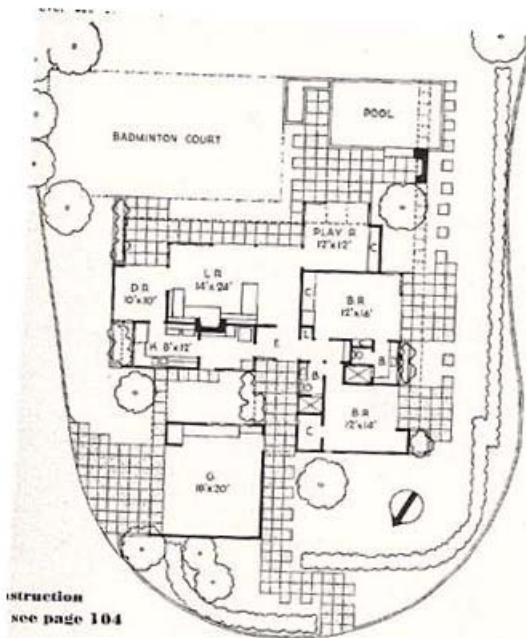 POOL
BADMINTON COURT
PLAY R.
12'x12'
C
L R
14'x24'
D R
10'x10'
C
B R
12'x16'
K 8'x12'
E
L
B
B
B R
12'x14'
C
G
18'x20'
struction
see page 104